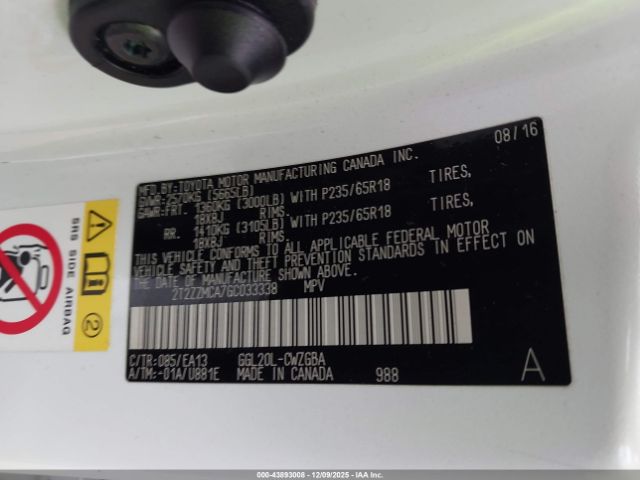 08/16
MFD.BY:TOYOTA MOTOR MANUFACTURING CANADA INC.
GVWR:2570KG (5665LB)
GAWR:FRT. 1360KG (3000LB) WITH P235/65R18 TIRES,
18X8J RIMS.
RR. 1410KG (3105LB) WITH P235/65R18 TIRES,
18X8J RIMS.
THIS VEHICLE CONFORMS TO ALL APPLICABLE FEDERAL MOTOR
VEHICLE SAFETY AND THEFT PREVENTION STANDARDS IN EFFECT ON
THE DATE OF MANUFACTURE SHOWN ABOVE.
2T2ZZMCA7GC033338 MPV
C/TR:085/EA13 GGL20L-CWZGBA
A/TM:-01A/U881E MADE IN CANADA 988 A
SRS SIDE AIRBAG
2
000-43893008 - 12/09/2025 - IAA Inc.